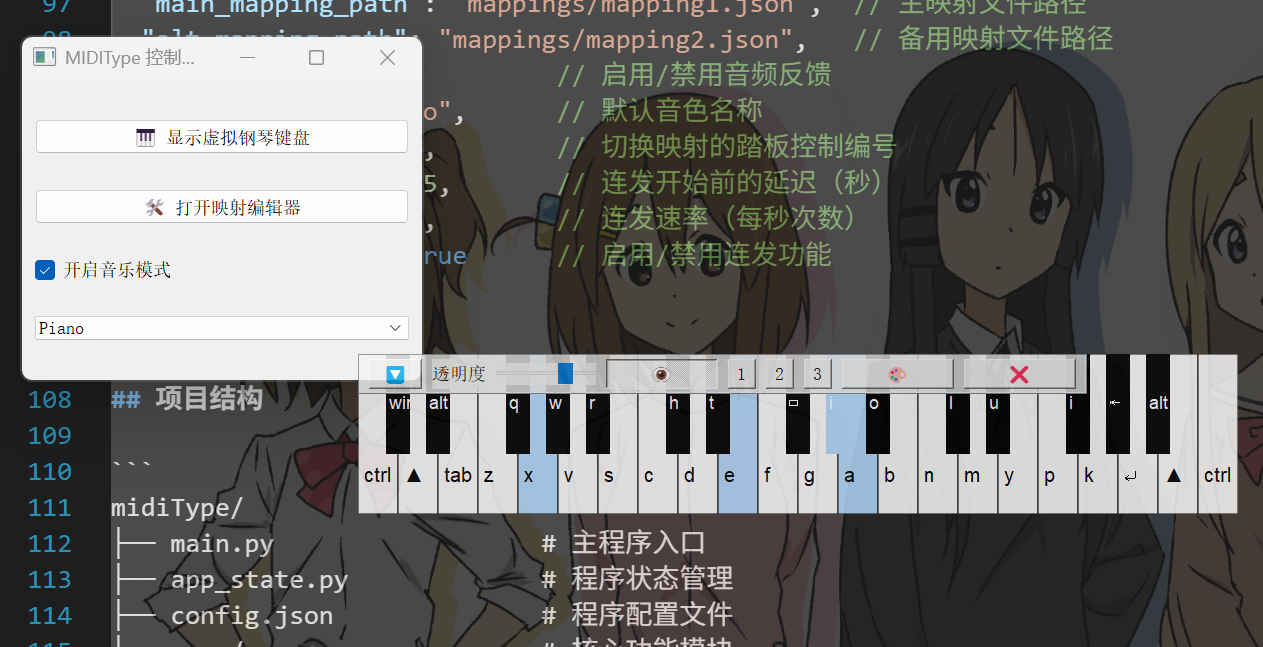 97 "main_mapping_path": "mappings/mapping1.json", // 主映射文件路径
"alt_mapping_path": "mappings/mapping2.json", // 备用映射文件路径
MIDIType 控制...
// 启用/禁用音频反馈
o", // 默认音色名称
显示虚拟钢琴键盘
, // 切换映射的踏板控制编号
5, // 连发开始前的延迟（秒）
打开映射编辑器
, // 连发速率（每秒次数）
rue // 启用/禁用连发功能
开启音乐模式
Piano
透明度 1 2 3
win alt q w r h t i o l u i alt
ctrl ▲ tab z x v s c d e f g a b n m y p k ▲ ctrl
108 ## 项目结构
109
110 ```
111 midiType/
112 ├── main.py # 主程序入口
113 ├── app_state.py # 程序状态管理
114 ├── config.json # 程序配置文件
115 # 核心功能模块